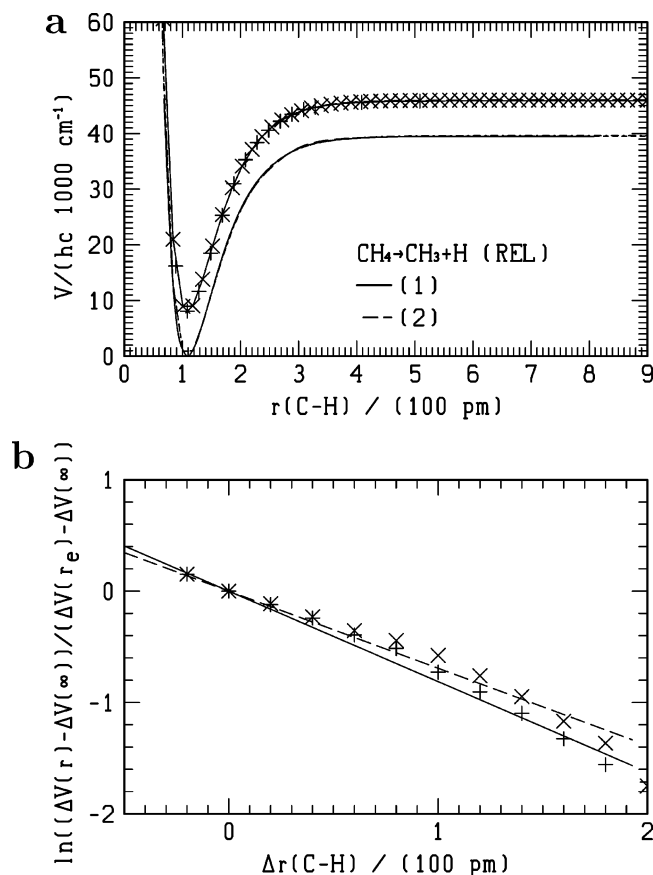 a
60
50
40
30
20
10
0
V/(hc 1000 cm⁻¹)
CH₄→CH₃+H (REL)
(1)
(2)
0 1 2 3 4 5 6 7 8 9
r(C-H) / (100 pm)
b
1
0
-1
-2
ln((ΔV(r)-ΔV(∞))/(ΔV(rₑ)-ΔV(∞))
0 1 2
Δr(C-H) / (100 pm)